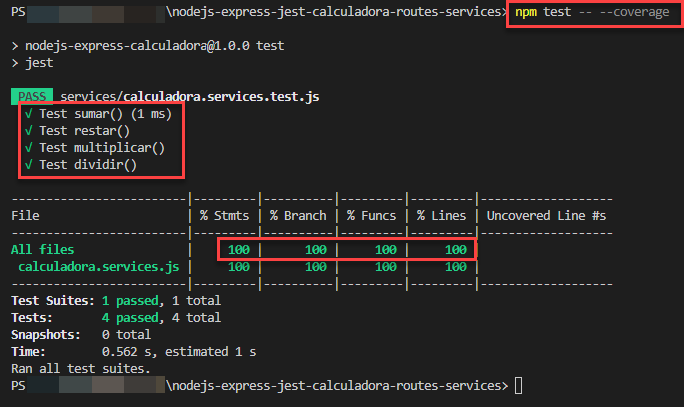 PS \nodejs-express-jest-calculadora-routes-services> npm test -- --coverage
> nodejs-express-calculadora@1.0.0 test
> jest
PASS services/calculadora.services.test.js
√ Test sumar() (1 ms)
√ Test restar()
√ Test multiplicar()
√ Test dividir()
-------------------------|---------|----------|---------|---------|-------------------
File                     | % Stmts | % Branch | % Funcs | % Lines | Uncovered Line #s
-------------------------|---------|----------|---------|---------|-------------------
All files                |     100 |      100 |     100 |     100 |
 calculadora.services.js |     100 |      100 |     100 |     100 |
-------------------------|---------|----------|---------|---------|-------------------
Test Suites: 1 passed, 1 total
Tests:       4 passed, 4 total
Snapshots:   0 total
Time:        0.562 s, estimated 1 s
Ran all test suites.
PS \nodejs-express-jest-calculadora-routes-services>